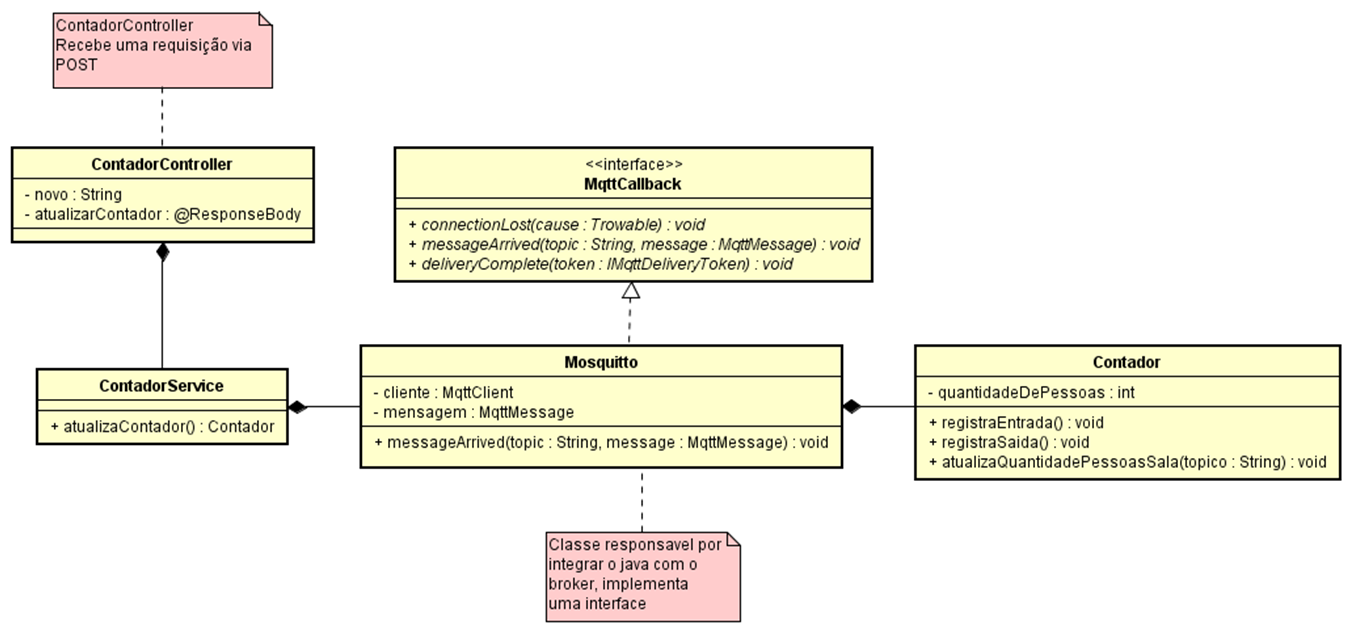 ContadorController
Recebe uma requisição via
POST
ContadorController
- novo : String
- atualizarContador : @ResponseBody
<<interface>>
MqttCallback
+ connectionLost(cause : Trowable) : void
+ messageArrived(topic : String, message : MqttMessage) : void
+ deliveryComplete(token : IMqttDeliveryToken) : void
ContadorService
+ atualizaContador() : Contador
Mosquitto
- cliente : MqttClient
- mensagem : MqttMessage
+ messageArrived(topic : String, message : MqttMessage) : void
Contador
- quantidadeDePessoas : int
+ registraEntrada() : void
+ registraSaida() : void
+ atualizaQuantidadePessoasSala(topico : String) : void
Classe responsavel por
integrar o java com o
broker, implementa
uma interface